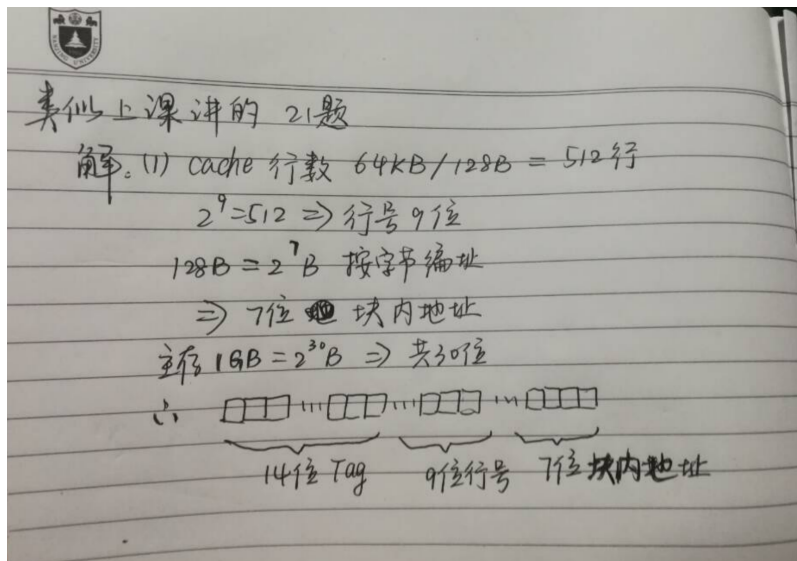 类似上课讲的 21题
解:(1) cache 行数 64KB/128B = 512行
2⁹=512 ⇒ 行号9位
128B = 2⁷B 按字节编址
⇒ 7位 块内地址
主存 1GB = 2³⁰B ⇒ 共30位
∴
14位 Tag 9位行号 7位块内地址